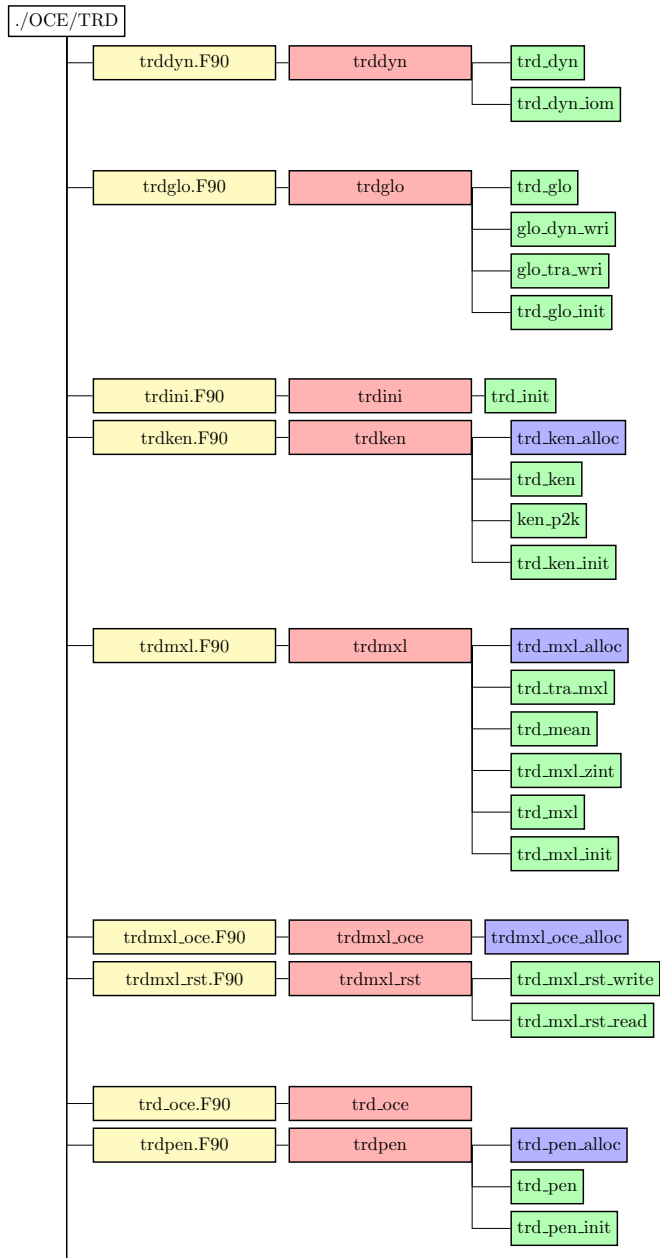 ./OCE/TRD
trddyn.F90 trddyn trd_dyn
trd_dyn_iom
trdglo.F90 trdglo trd_glo
glo_dyn_wri
glo_tra_wri
trd_glo_init
trdini.F90 trdini trd_init
trdken.F90 trdken trd_ken_alloc
trd_ken
ken_p2k
trd_ken_init
trdmxl.F90 trdmxl trd_mxl_alloc
trd_tra_mxl
trd_mean
trd_mxl_zint
trd_mxl
trd_mxl_init
trdmxl_oce.F90 trdmxl_oce trdmxl_oce_alloc
trdmxl_rst.F90 trdmxl_rst trd_mxl_rst_write
trd_mxl_rst_read
trd_oce.F90 trd_oce
trdpen.F90 trdpen trd_pen_alloc
trd_pen
trd_pen_init